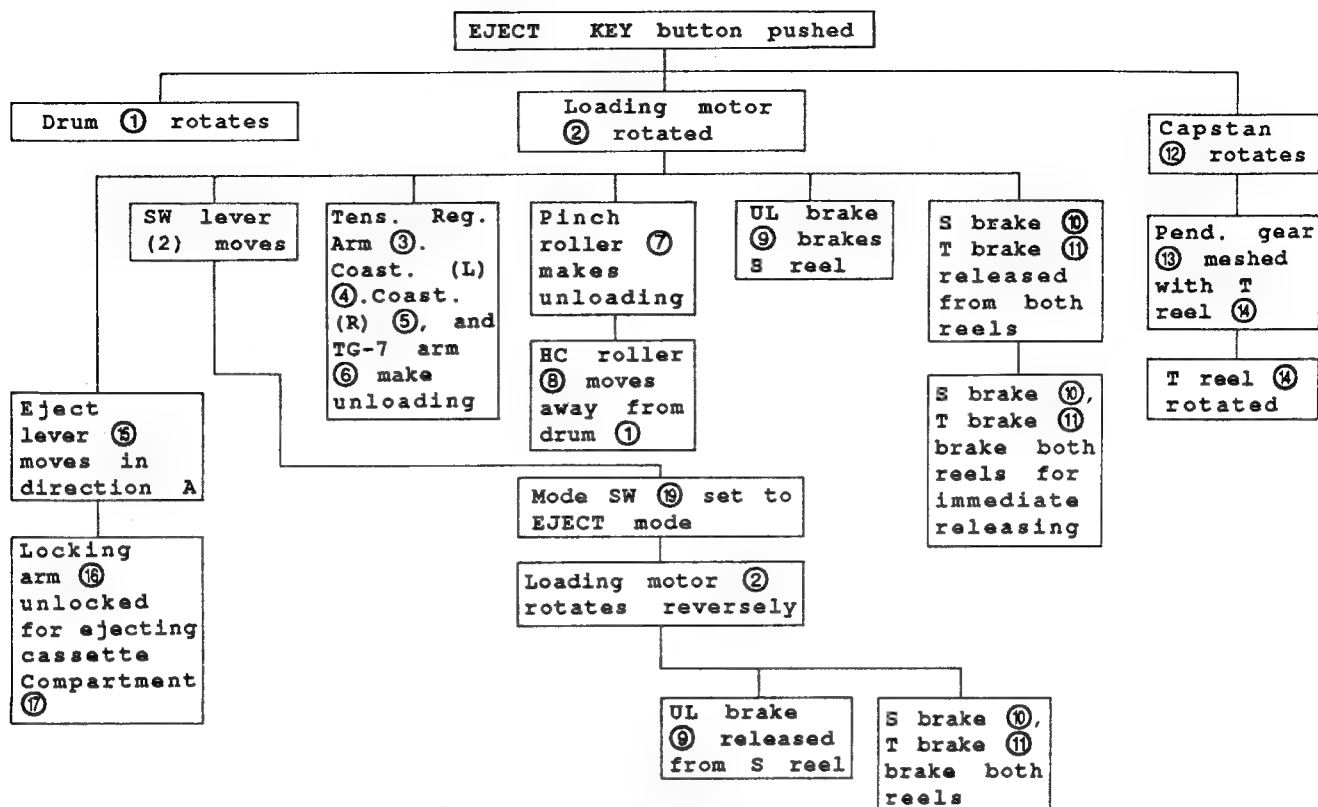 EJECT KEY button pushed
Drum ① rotates
Loading motor
② rotated
Capstan
⑫ rotates
SW lever
(2) moves
Tens. Reg.
Arm ③.
Coast. (L)
④.Coast.
(R) ⑤, and
TG-7 arm
⑥ make
unloading
Pinch
roller ⑦
makes
unloading
UL brake
⑨ brakes
S reel
S brake ⑩
T brake ⑪
released
from both
reels
Pend. gear
⑬ meshed
with T
reel ⑭
HC roller
⑧ moves
away from
drum ①
S brake ⑩,
T brake ⑪
brake both
reels for
immediate
releasing
T reel ⑭
rotated
Eject
lever ⑮
moves in
direction A
Mode SW ⑲ set to
EJECT mode
Locking
arm ⑯
unlocked
for ejecting
cassette
Compartment
⑰
Loading motor ②
rotates reversely
UL brake
⑨ released
from S reel
S brake ⑩,
T brake ⑪
brake both
reels